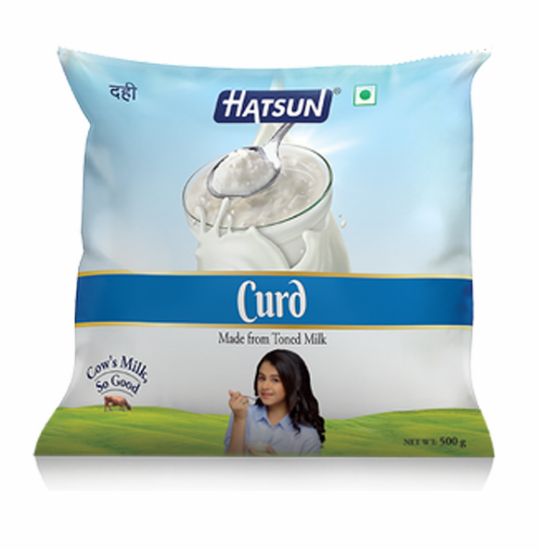 दही
HATSUN®
Curd
Made from Toned Milk
Cow's Milk,
So Good
NET WT. 500 g